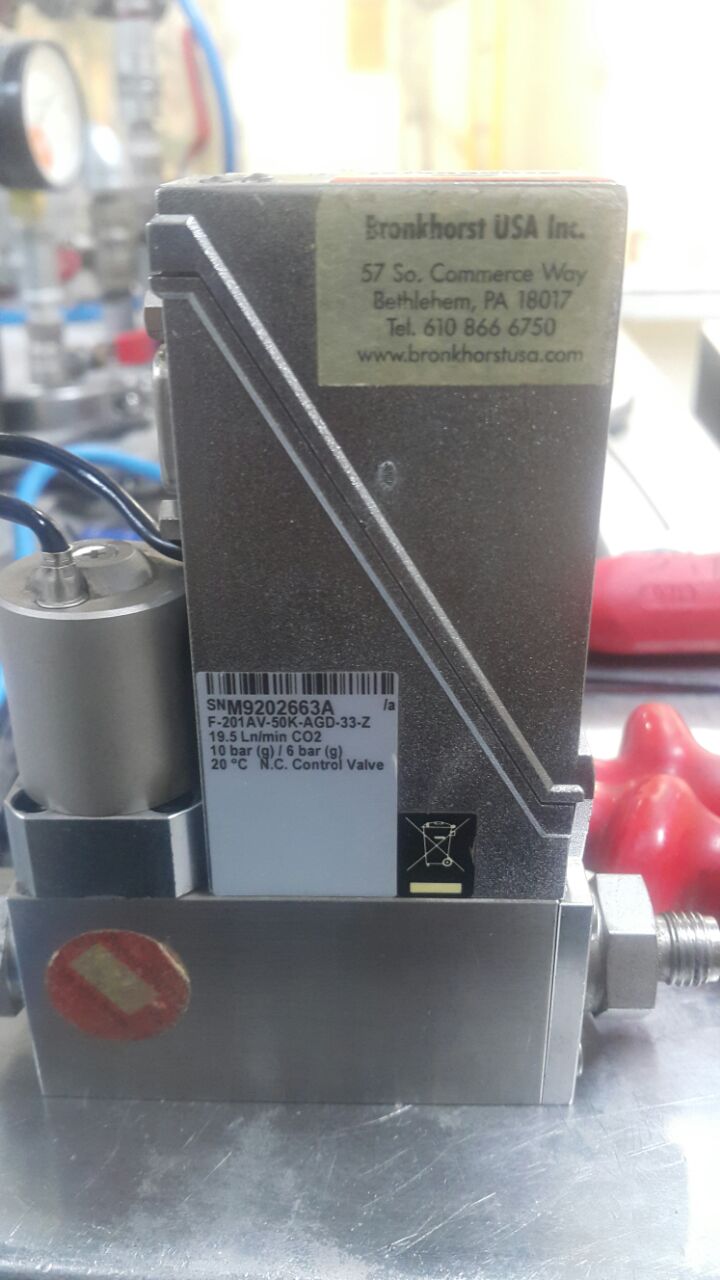 Bronkhorst USA Inc.
57 So. Commerce Way
Bethlehem, PA 18017
Tel. 610 866 6750
www.bronkhorstusa.com
SNM9202663A /a
F-201AV-50K-AGD-33-Z
19.5 Ln/min CO2
10 bar (g) / 6 bar (g)
20 °C N.C. Control Valve